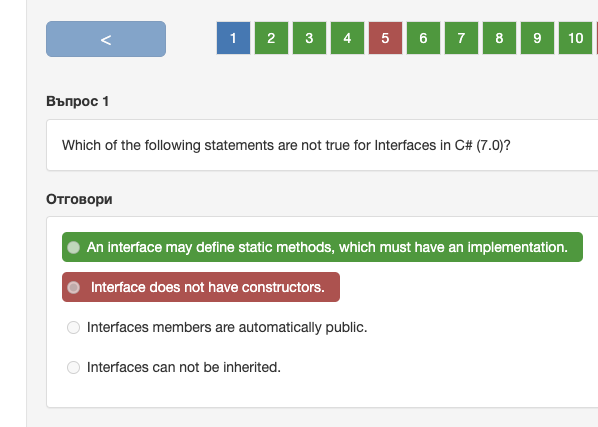 < 1 2 3 4 5 6 7 8 9 10
Въпрос 1
Which of the following statements are not true for Interfaces in C# (7.0)?
Отговори
An interface may define static methods, which must have an implementation.
Interface does not have constructors.
Interfaces members are automatically public.
Interfaces can not be inherited.